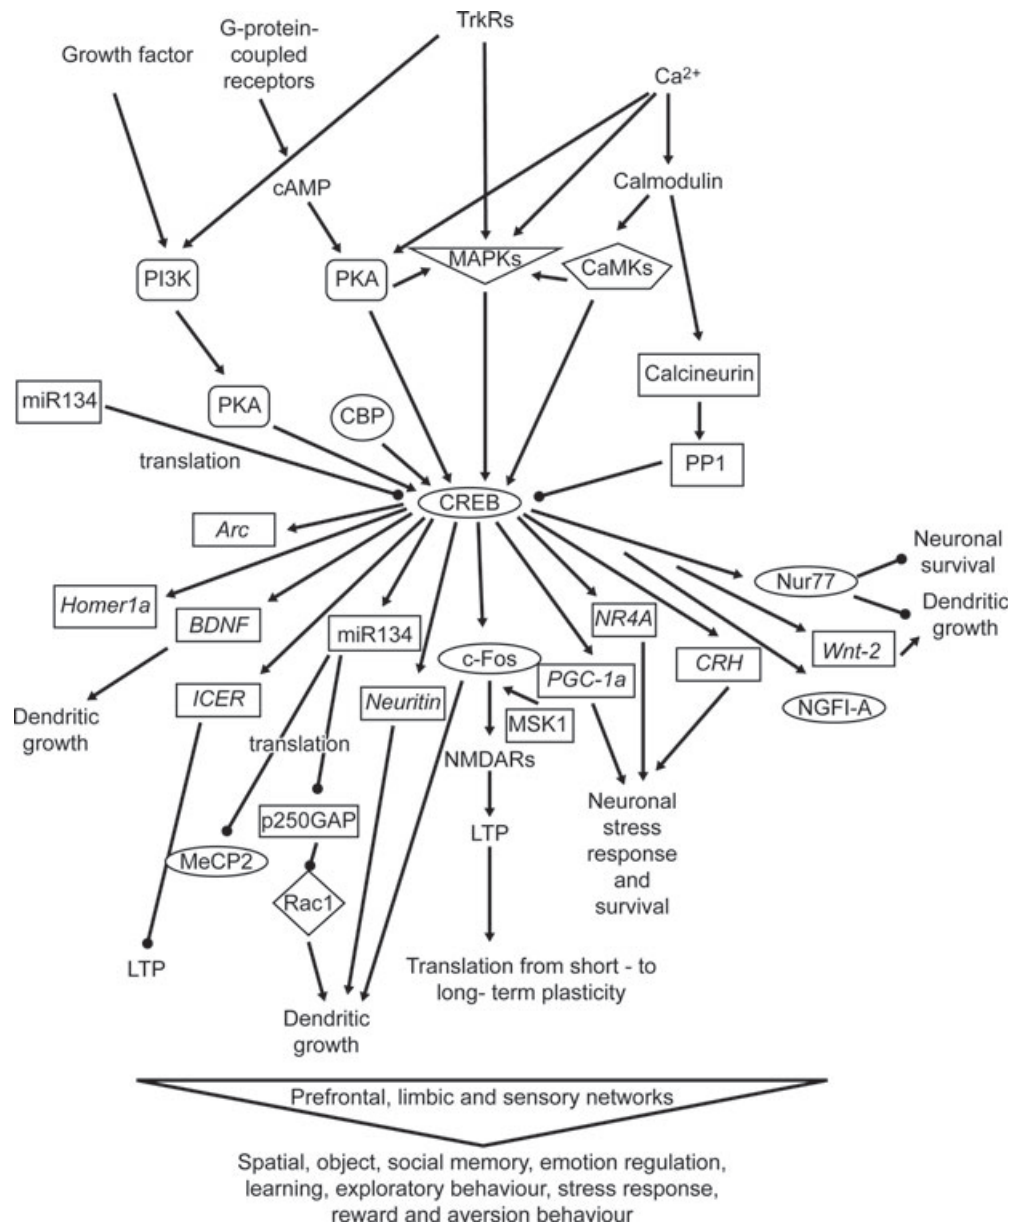 TrkRs
G-protein-
coupled
receptors
Growth factor
Ca2+
cAMP
Calmodulin
PI3K
PKA
MAPKs
CaMKs
Calcineurin
miR134
PKA
CBP
translation
PP1
CREB
Arc
Neuronal
survival
Nur77
Homer1a
BDNF
miR134
NR4A
Dendritic
growth
Wnt-2
c-Fos
CRH
PGC-1a
ICER
Neuritin
NGFI-A
Dendritic
growth
MSK1
translation
NMDARs
Neuronal
stress
response
and
survival
p250GAP
LTP
MeCP2
Rac1
LTP
Translation from short - to
long- term plasticity
Dendritic
growth
Prefrontal, limbic and sensory networks
Spatial, object, social memory, emotion regulation,
learning, exploratory behaviour, stress response,
reward and aversion behaviour